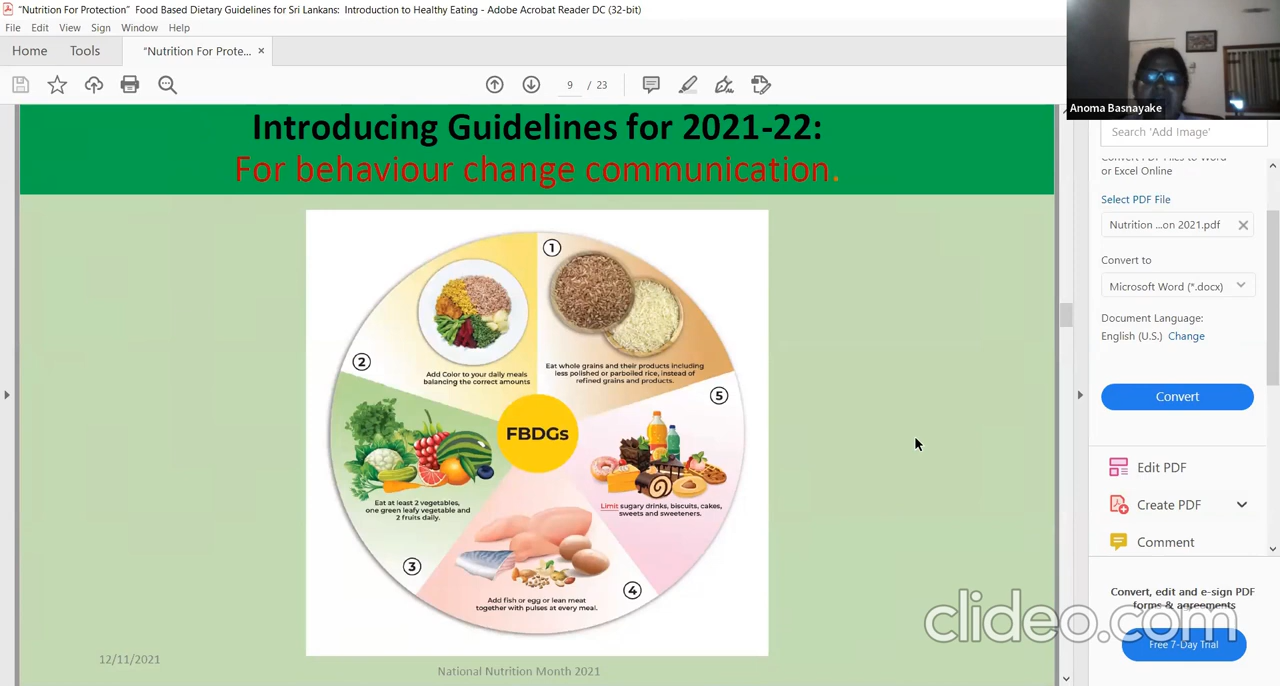 “Nutrition For Protection”  Food Based Dietary Guidelines for Sri Lankans:  Introduction to Healthy Eating - Adobe Acrobat Reader DC (32-bit)
File Edit View Sign Window Help
Home Tools “Nutrition For Prote... ×
9 / 23
Anoma Basnayake
Introducing Guidelines for 2021-22:
For behaviour change communication.
1
Eat whole grains and their products including
less polished or parboiled rice, instead of
refined grains and products.
2
Add Color to your daily meals
balancing the correct amounts
FBDGs
Eat at least 2 vegetables,
one green leafy vegetable and
2 fruits daily.
3
Add fish or egg or lean meat
together with pulses at every meal.
4
5
Limit sugary drinks, biscuits, cakes,
sweets and sweeteners.
12/11/2021
National Nutrition Month 2021
Search 'Add Image'
Convert PDF Files to Word
or Excel Online
Select PDF File
Nutrition ...on 2021.pdf
Convert to
Microsoft Word (*.docx)
Document Language:
English (U.S.) Change
Convert
Edit PDF
Create PDF
Comment
Convert, edit and e-sign PDF
forms & agreements
Free 7-Day Trial
clideo.com